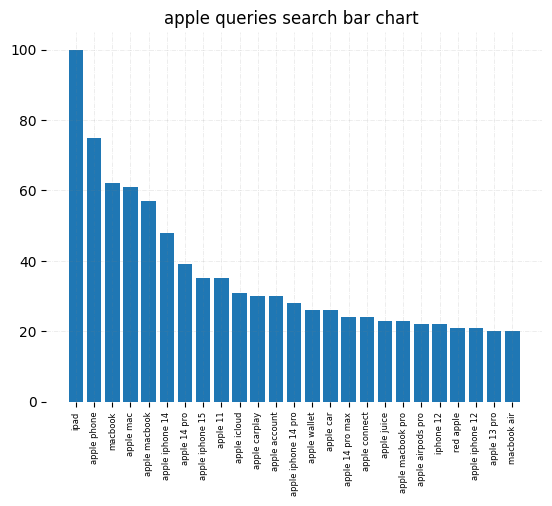 apple queries search bar chart
100
80
60
40
20
0
ipad
apple phone
macbook
apple mac
apple macbook
apple iphone 14
apple 14 pro
apple iphone 15
apple 11
apple icloud
apple carplay
apple account
apple iphone 14 pro
apple wallet
apple car
apple 14 pro max
apple connect
apple juice
apple macbook pro
apple airpods pro
iphone 12
red apple
apple iphone 12
apple 13 pro
macbook air